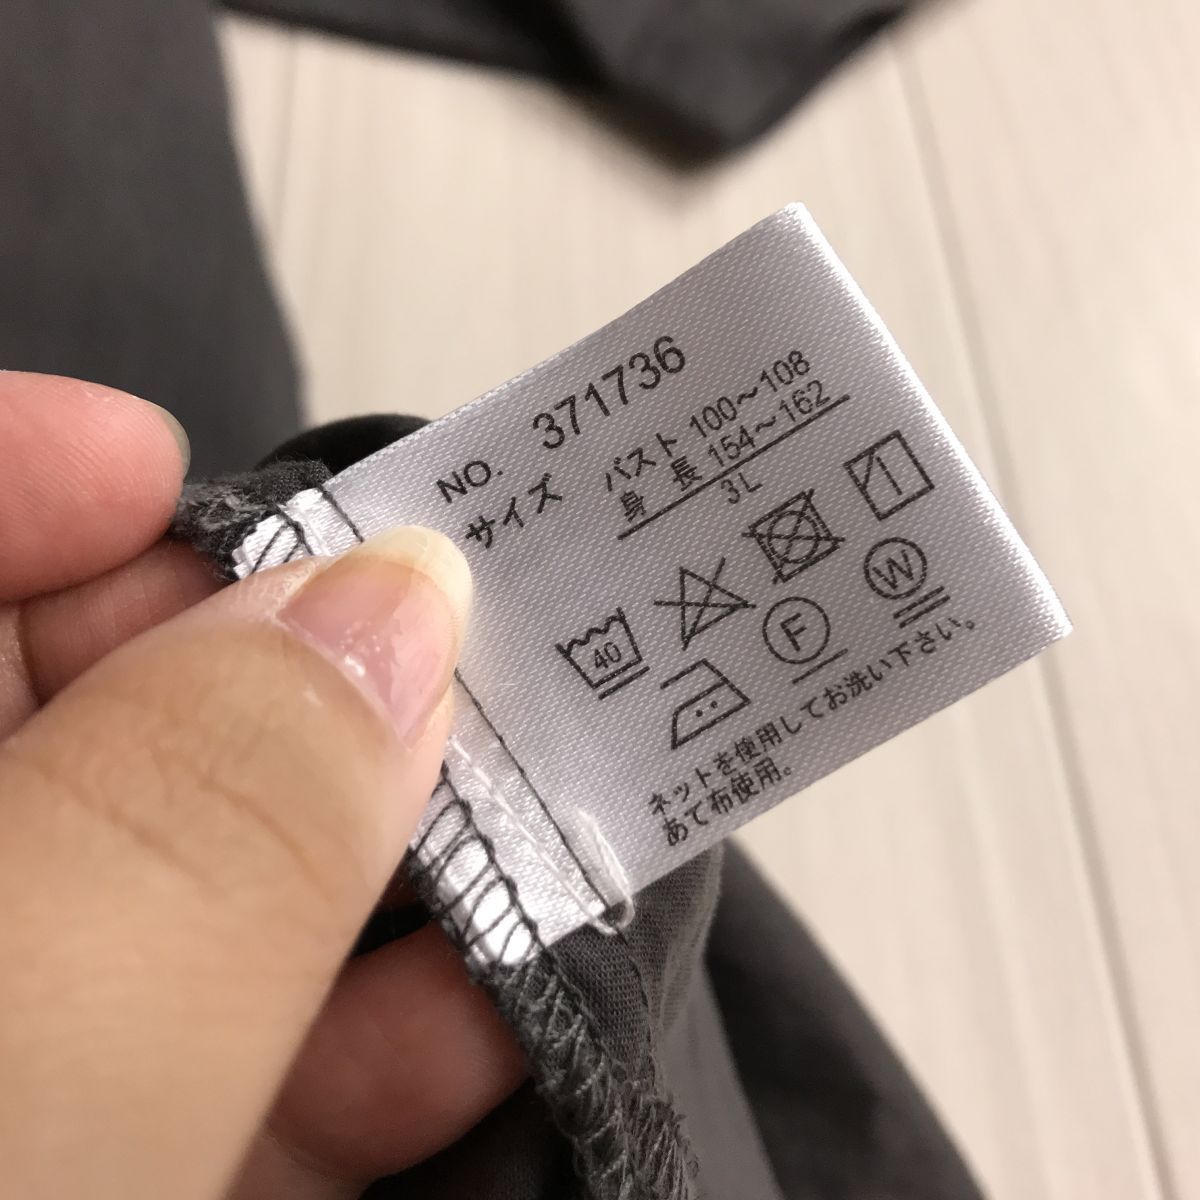 NO. 371736
サイズ バスト 100～108
身 長 154～162
3L
40
F
W
ネットを使用してお洗い下さい。
あて布使用。